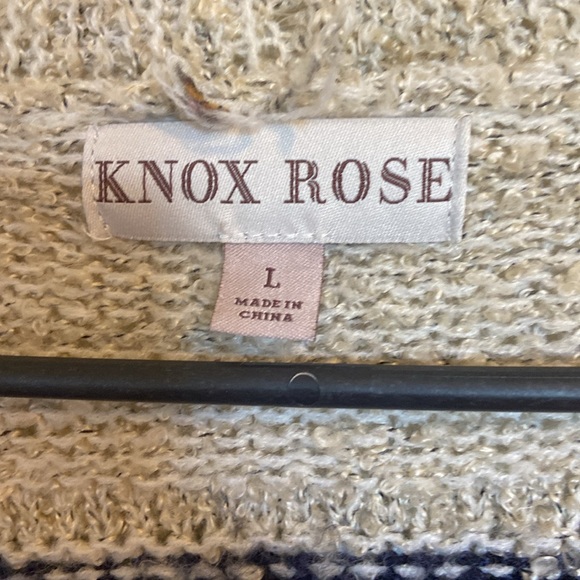 KNOX ROSE
L
MADE IN
CHINA